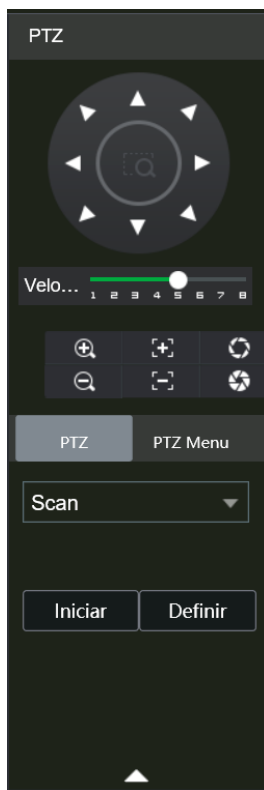 PTZ
Velo...
1 2 3 4 5 6 7 8
PTZ PTZ Menu
Scan
Iniciar Definir